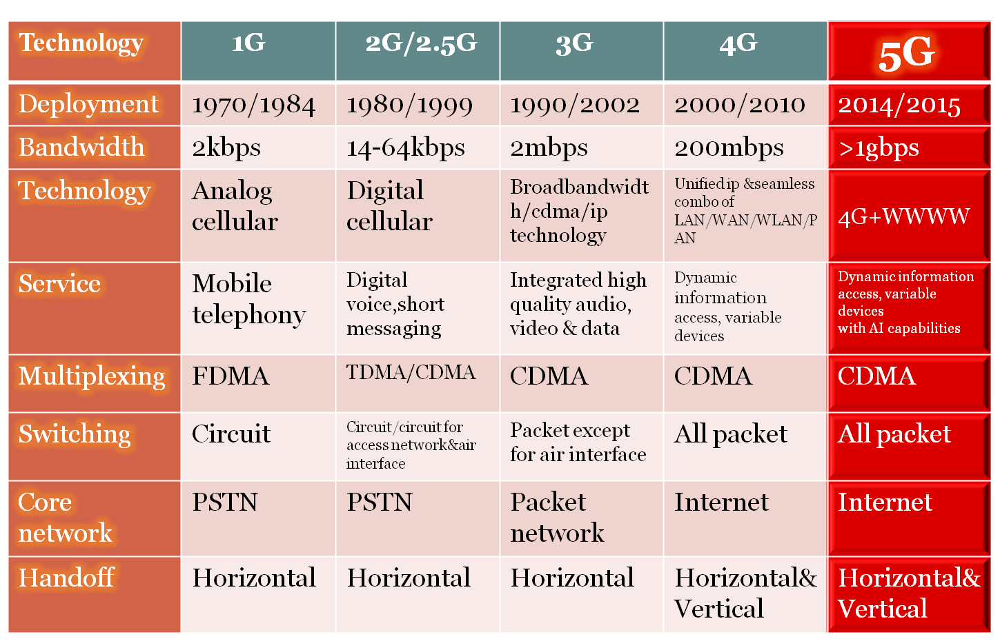 Technology 1G 2G/2.5G 3G 4G 5G
Deployment 1970/1984 1980/1999 1990/2002 2000/2010 2014/2015
Bandwidth 2kbps 14-64kbps 2mbps 200mbps >1gbps
Technology
Analog
cellular
Digital
cellular
Broadbandwidt
h/cdma/ip
technology
Unified ip &seamless
combo of
LAN/WAN/WLAN/P
AN
4G+WWWW
Service
Mobile
telephony
Digital
voice,short
messaging
Integrated high
quality audio,
video & data
Dynamic
information
access, variable
devices
Dynamic information
access, variable
devices
with AI capabilities
Multiplexing FDMA TDMA/CDMA CDMA CDMA CDMA
Switching
Circuit
Circuit/circuit for
access network&air
interface
Packet except
for air interface
All packet
All packet
Core
network
PSTN
PSTN
Packet
network
Internet
Internet
Handoff
Horizontal
Horizontal
Horizontal
Horizontal&
Vertical
Horizontal&
Vertical